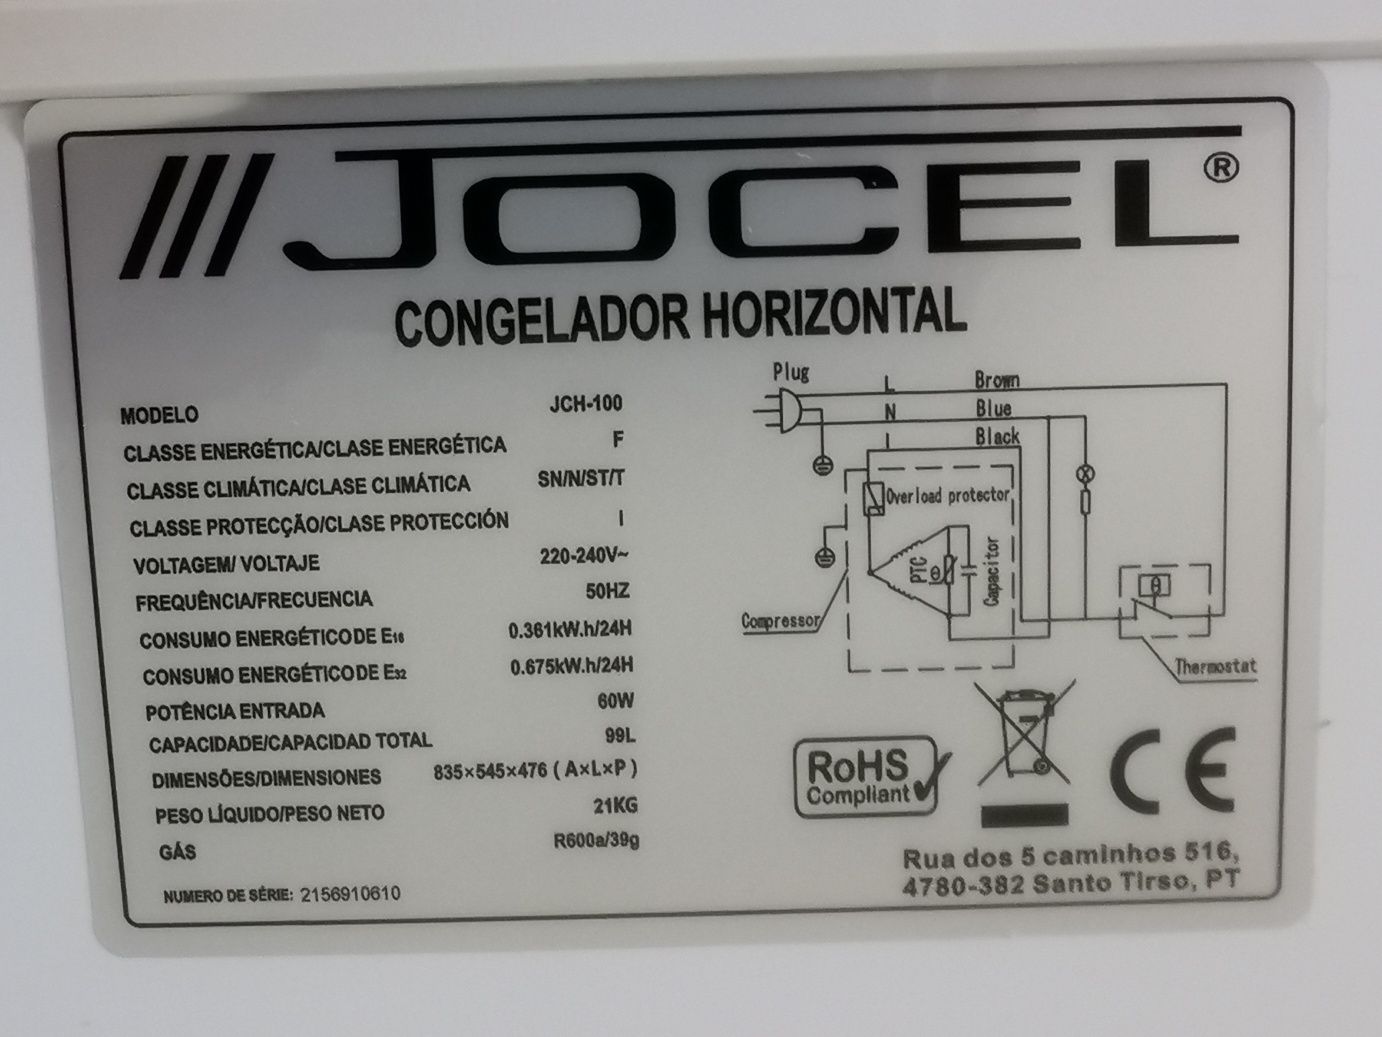 JOCEL®
CONGELADOR HORIZONTAL
MODELO JCH-100
CLASSE ENERGÉTICA/CLASE ENERGÉTICA F
CLASSE CLIMÁTICA/CLASE CLIMÁTICA SN/N/ST/T
CLASSE PROTECÇÃO/CLASE PROTECCIÓN I
VOLTAGEM/ VOLTAJE 220-240V~
FREQUÊNCIA/FRECUENCIA 50HZ
CONSUMO ENERGÉTICO DE E16 0.361kW.h/24H
CONSUMO ENERGÉTICO DE E32 0.675kW.h/24H
POTÊNCIA ENTRADA 60W
CAPACIDADE/CAPACIDAD TOTAL 99L
DIMENSÕES/DIMENSIONES 835×545×476 ( A×L×P )
PESO LÍQUIDO/PESO NETO 21KG
GÁS R600a/39g
NUMERO DE SÉRIE: 2156910610
Plug
L Brown
N Blue
L Black
Overload protector
PTC θ Capacitor
θ
Compressor
Thermostat
RoHS
Compliant
CE
Rua dos 5 caminhos 516,
4780-382 Santo Tirso, PT